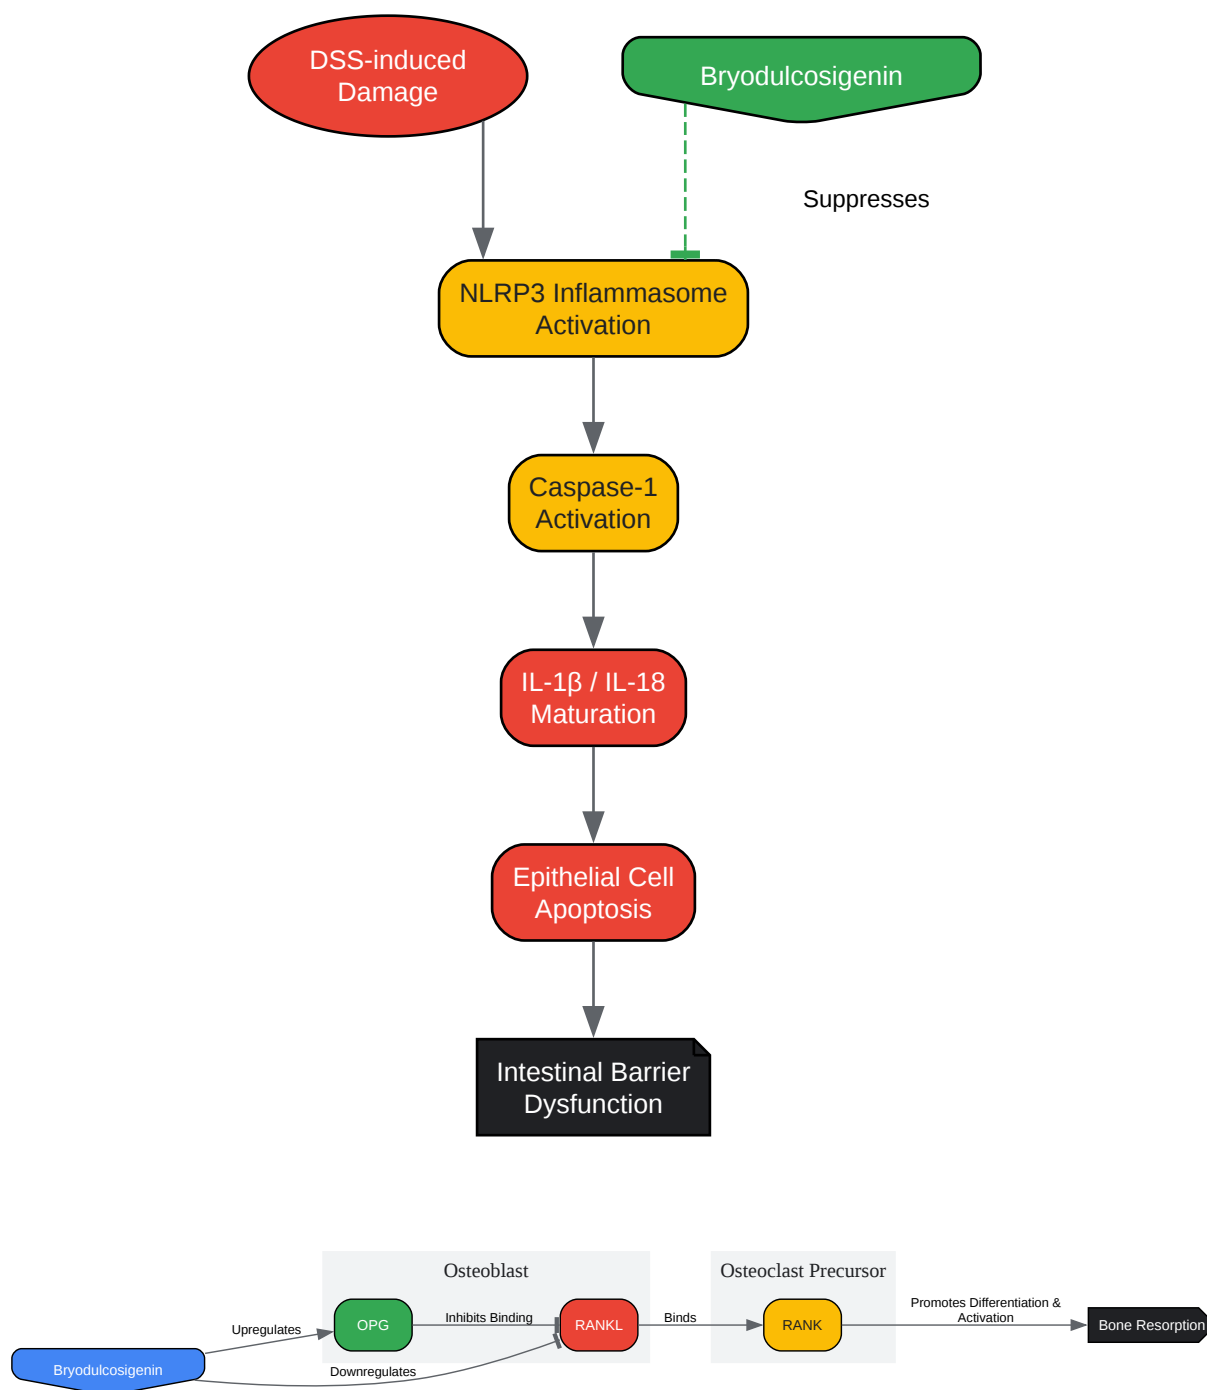 DSS-induced
Damage
Bryodulcosigenin
Suppresses
NLRP3 Inflammasome
Activation
Caspase-1
Activation
IL-1β / IL-18
Maturation
Epithelial Cell
Apoptosis
Intestinal Barrier
Dysfunction
Osteoblast
Osteoclast Precursor
Bryodulcosigenin
Upregulates
Downregulates
OPG
Inhibits Binding
RANKL
Binds
RANK
Promotes Differentiation &
Activation
Bone Resorption